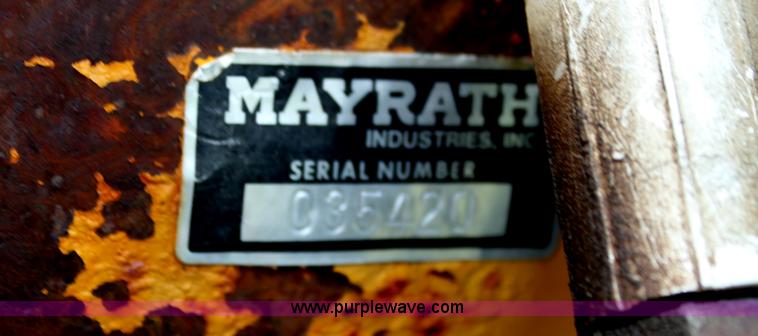 MAYRATH
INDUSTRIES, INC
SERIAL NUMBER
035420
www.purplewave.com